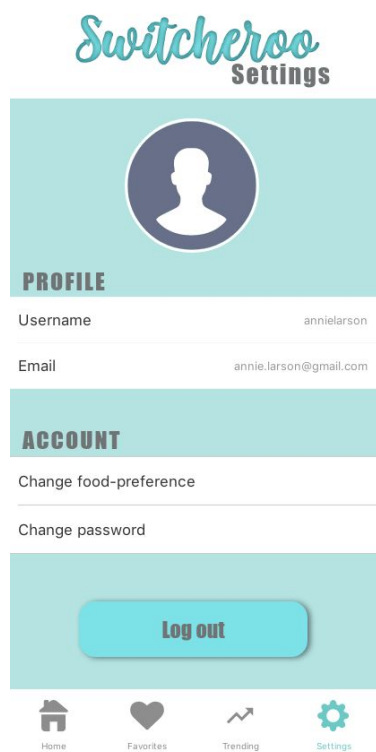 Switcheroo
Settings
PROFILE
Username annielarson
Email annie.larson@gmail.com
ACCOUNT
Change food-preference
Change password
Log out
Home Favorites Trending Settings